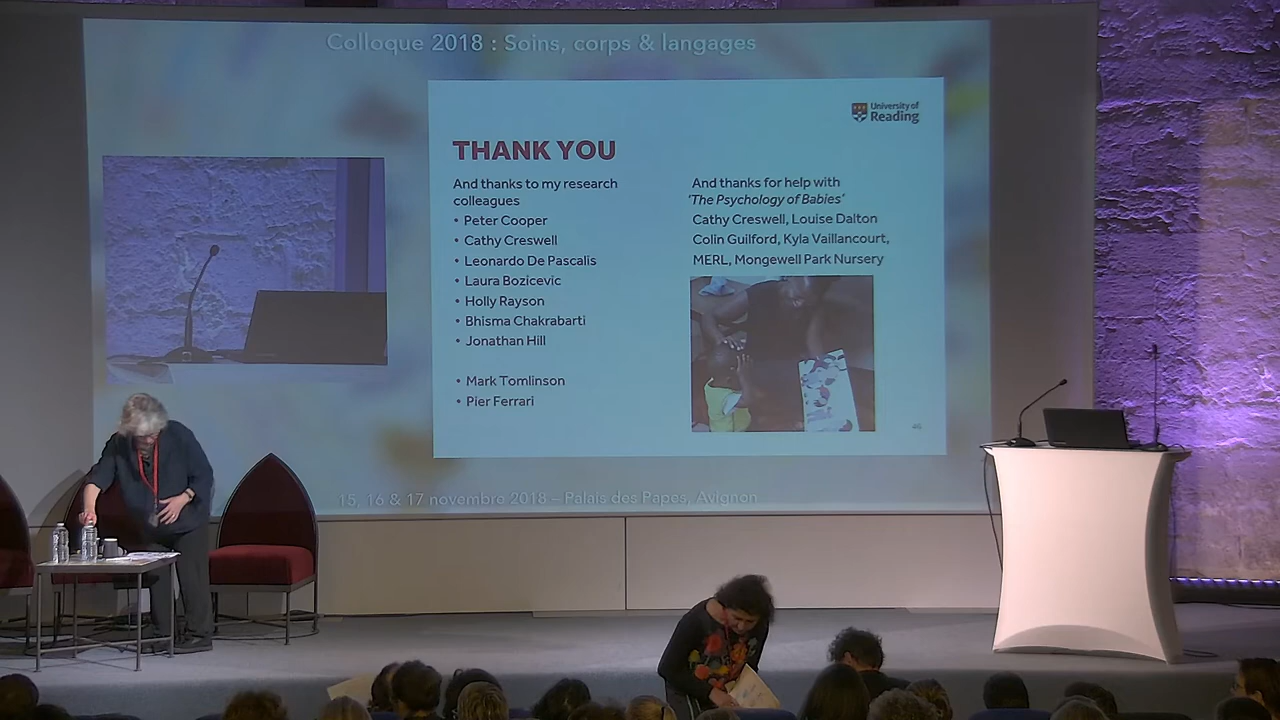 Colloque 2018 : Soins, corps & langages
University of
Reading
THANK YOU
And thanks to my research
colleagues
• Peter Cooper
• Cathy Creswell
• Leonardo De Pascalis
• Laura Bozicevic
• Holly Rayson
• Bhisma Chakrabarti
• Jonathan Hill
• Mark Tomlinson
• Pier Ferrari
And thanks for help with
'The Psychology of Babies'
Cathy Creswell, Louise Dalton
Colin Guilford, Kyla Vaillancourt,
MERL, Mongewell Park Nursery
15, 16 & 17 novembre 2018 – Palais des Papes, Avignon